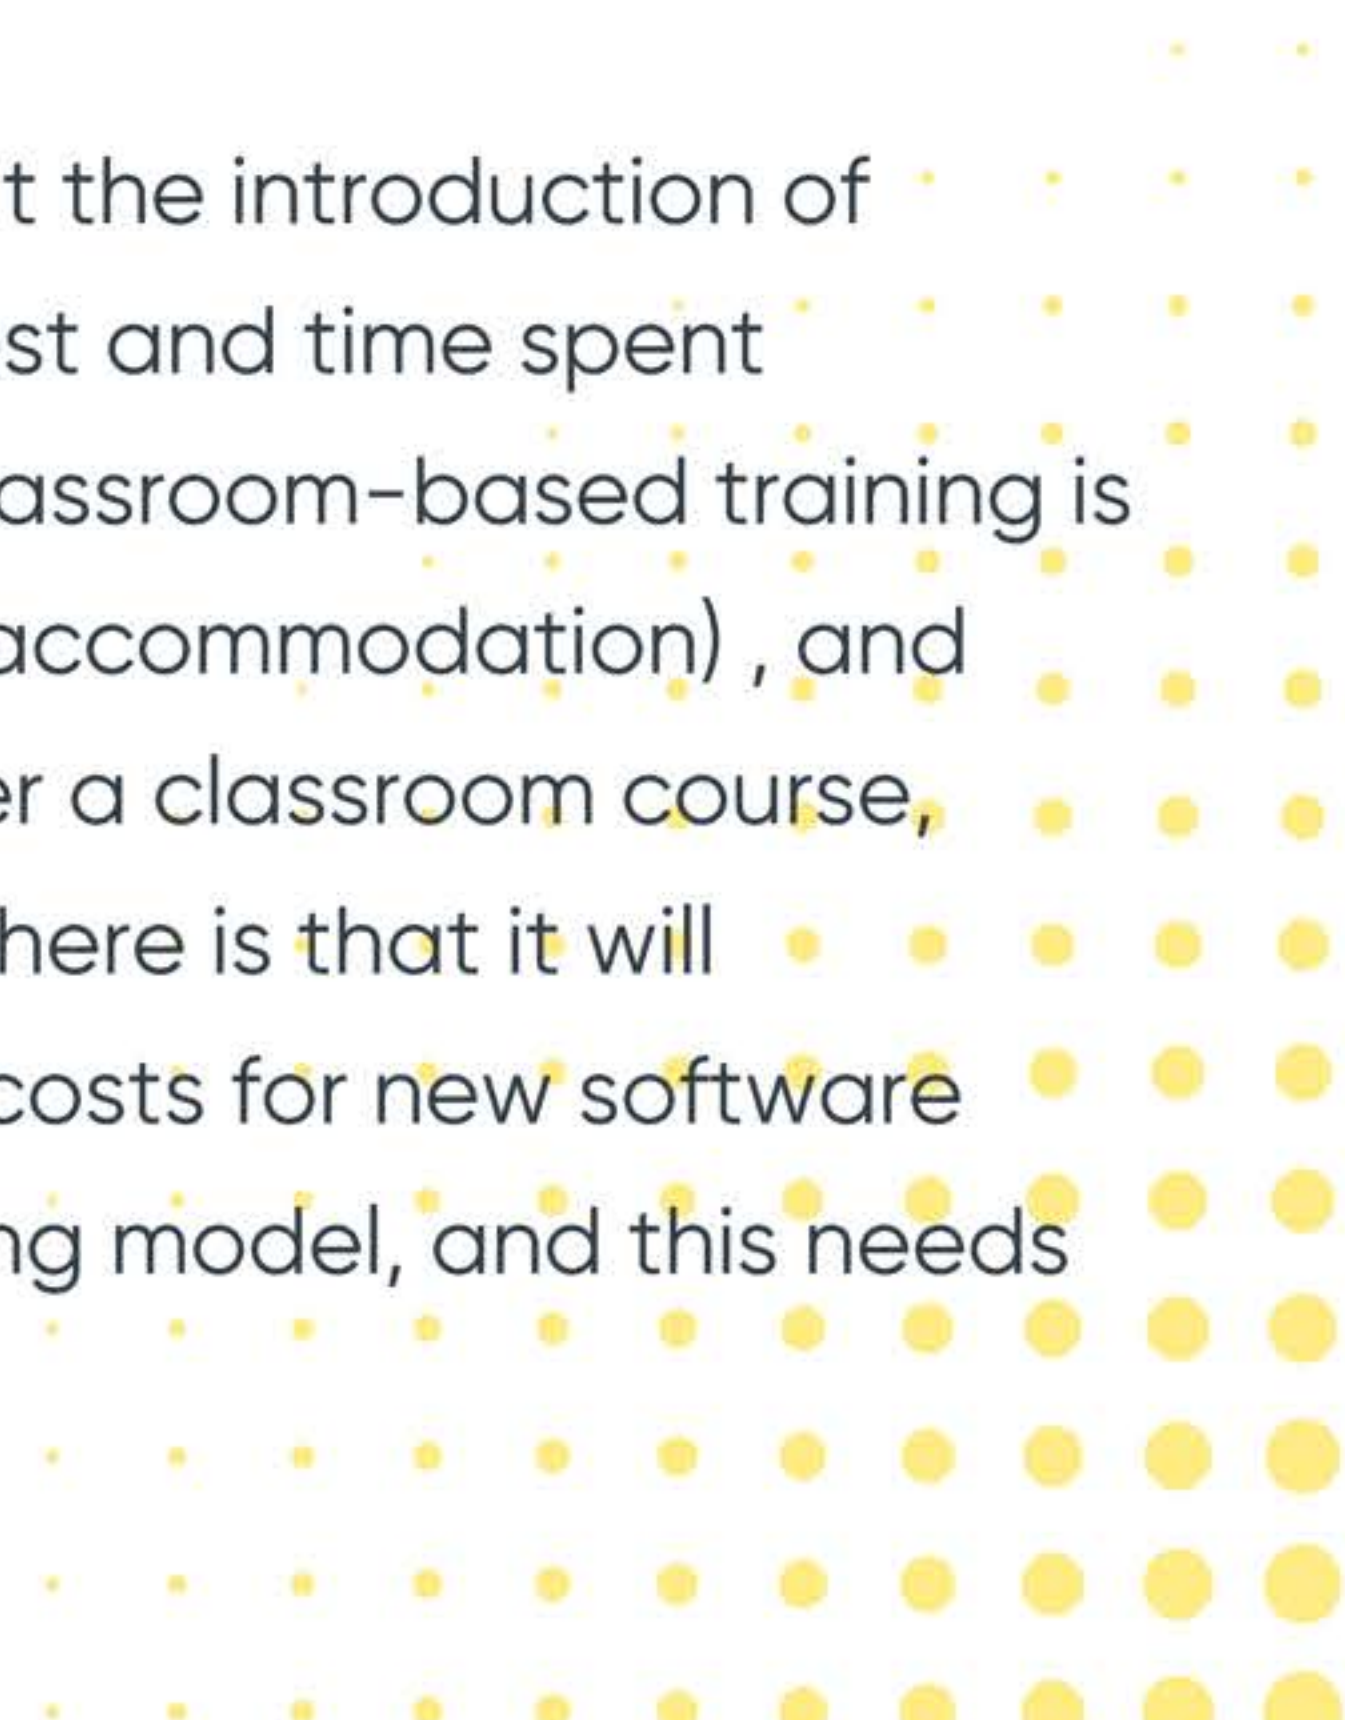 t the introduction of
st and time spent
assroom-based training is
accommodation) , and
er a classroom course,
here is that it will
costs for new software
ng model, and this needs